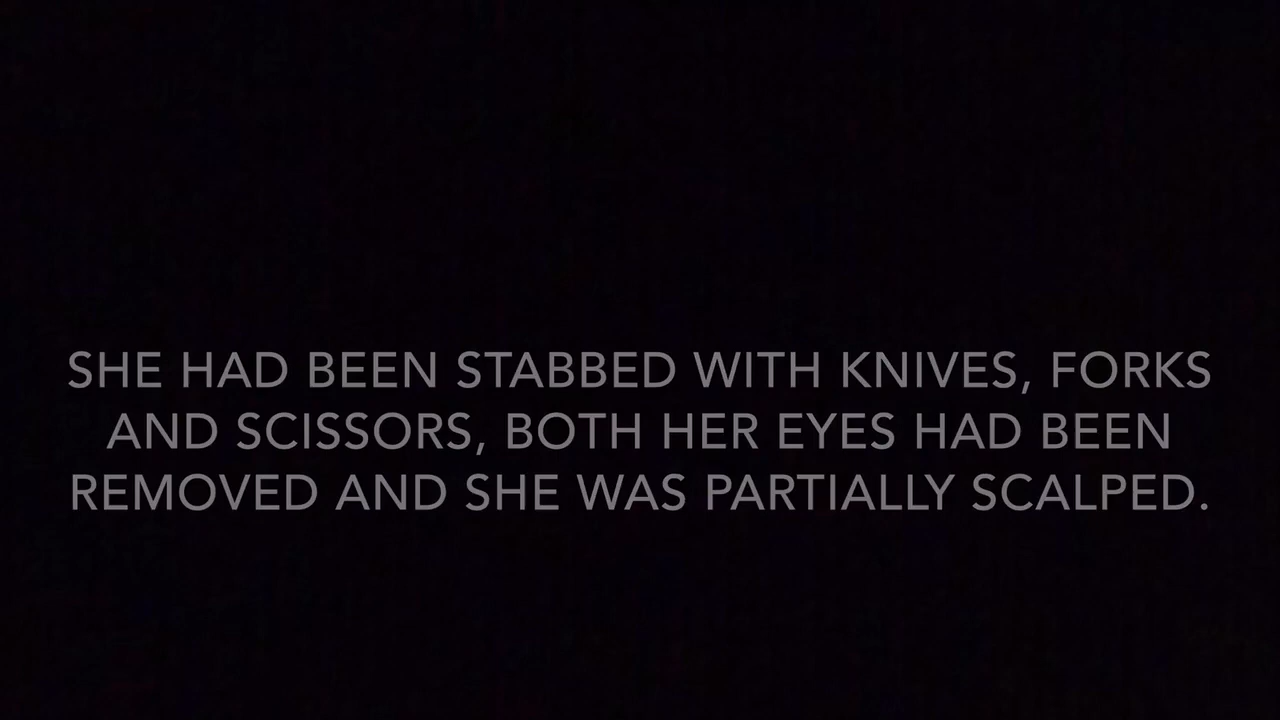 SHE HAD BEEN STABBED WITH KNIVES, FORKS
AND SCISSORS, BOTH HER EYES HAD BEEN
REMOVED AND SHE WAS PARTIALLY SCALPED.